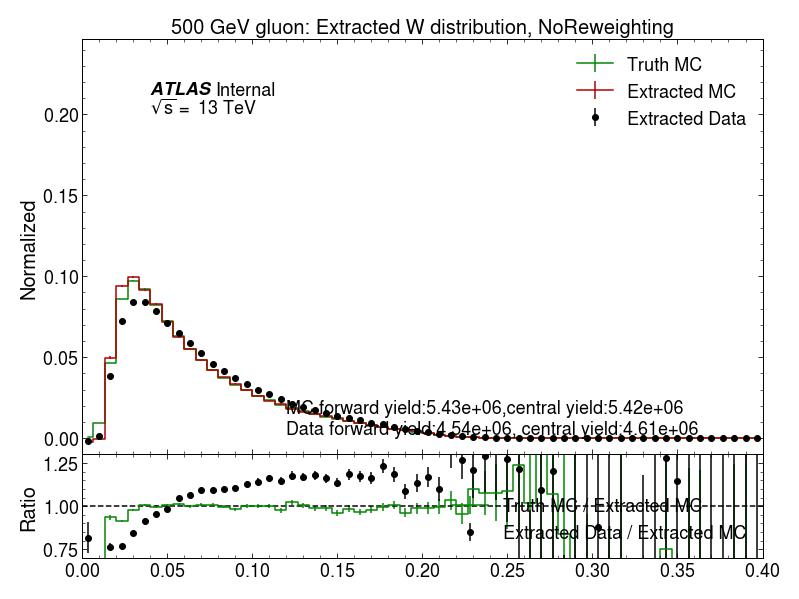 500 GeV gluon: Extracted W distribution, NoReweighting
ATLAS Internal
√s = 13 TeV
Truth MC
Extracted MC
Extracted Data
Normalized
0.20
0.15
0.10
0.05
0.00
MC forward yield:5.43e+06,central yield:5.42e+06
Data forward yield:4.54e+06, central yield:4.61e+06
Ratio
1.25
1.00
0.75
Truth MC / Extracted MC
Extracted Data / Extracted MC
0.00 0.05 0.10 0.15 0.20 0.25 0.30 0.35 0.40